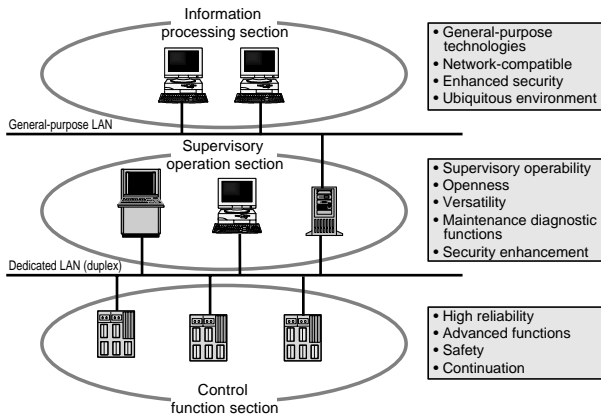 Information
processing section
• General-purpose
technologies
• Network-compatible
• Enhanced security
• Ubiquitous environment
General-purpose LAN
Supervisory
operation section
• Supervisory operability
• Openness
• Versatility
• Maintenance diagnostic
functions
• Security enhancement
Dedicated LAN (duplex)
• High reliability
• Advanced functions
• Safety
• Continuation
Control
function section